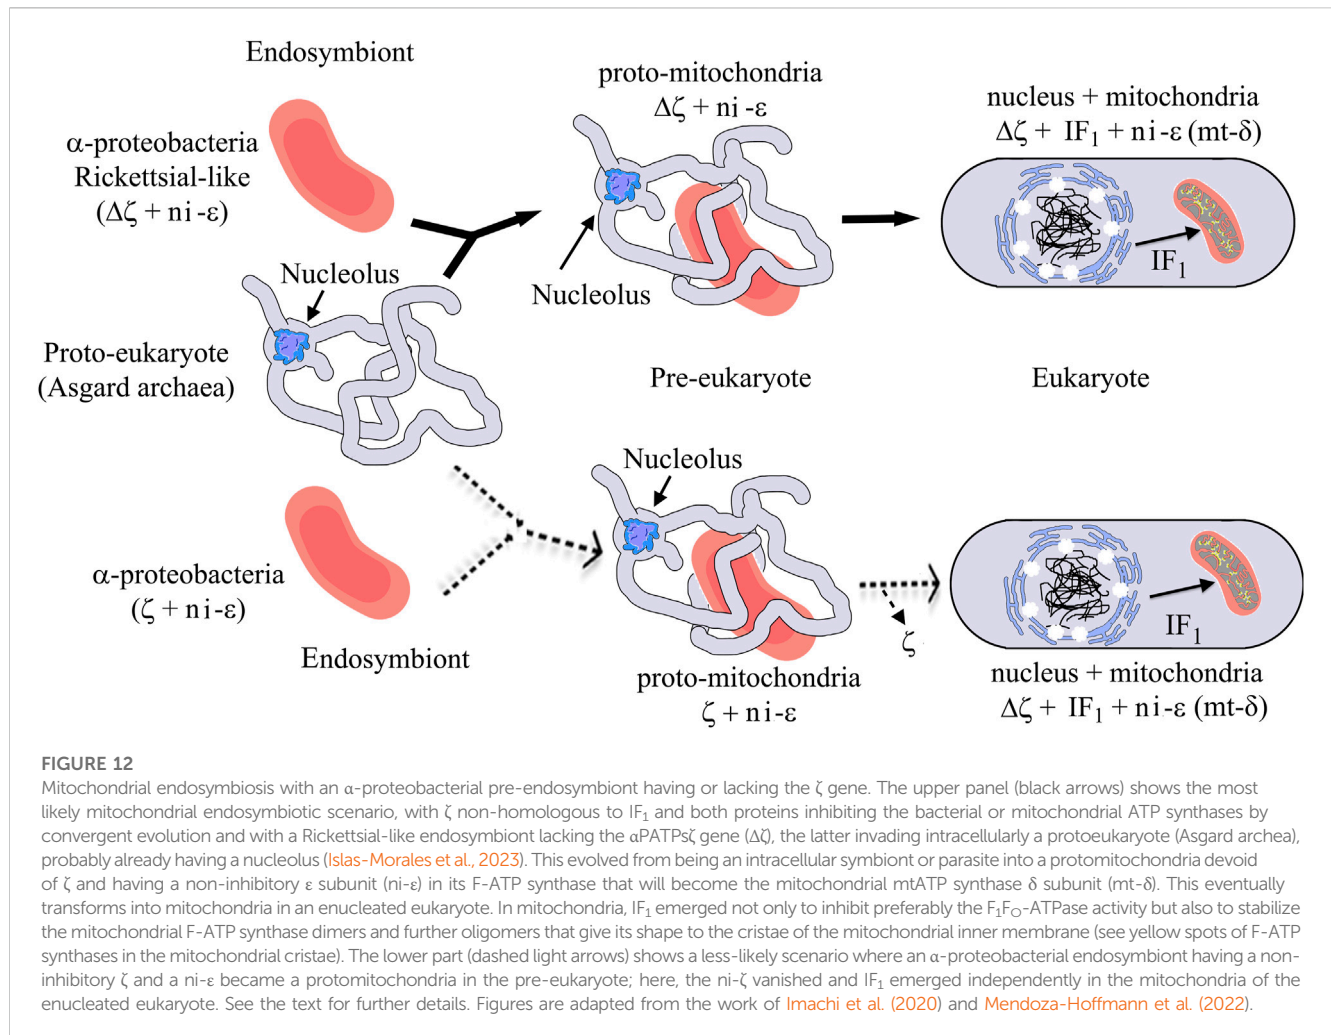 Endosymbiont
α-proteobacteria
Rickettsial-like
(Δζ + ni-ε)
Nucleolus
Proto-eukaryote
(Asgard archaea)
proto-mitochondria
Δζ + ni -ε
Nucleolus
nucleus + mitochondria
Δζ + IF₁ + ni-ε (mt-δ)
IF₁
Pre-eukaryote
Eukaryote
α-proteobacteria
(ζ + ni-ε)
Endosymbiont
Nucleolus
proto-mitochondria
ζ + ni-ε
ζ
IF₁
nucleus + mitochondria
Δζ + IF₁ + ni-ε (mt-δ)
FIGURE 12
Mitochondrial endosymbiosis with an α-proteobacterial pre-endosymbiont having or lacking the ζ gene. The upper panel (black arrows) shows the most
likely mitochondrial endosymbiotic scenario, with ζ non-homologous to IF₁ and both proteins inhibiting the bacterial or mitochondrial ATP synthases by
convergent evolution and with a Rickettsial-like endosymbiont lacking the αPATPsζ gene (Δζ), the latter invading intracellularly a protoeukaryote (Asgard archea),
probably already having a nucleolus (Islas-Morales et al., 2023). This evolved from being an intracellular symbiont or parasite into a protomitochondria devoid
of ζ and having a non-inhibitory ε subunit (ni-ε) in its F-ATP synthase that will become the mitochondrial mtATP synthase δ subunit (mt-δ). This eventually
transforms into mitochondria in an enucleated eukaryote. In mitochondria, IF₁ emerged not only to inhibit preferably the F₁F_O-ATPase activity but also to stabilize
the mitochondrial F-ATP synthase dimers and further oligomers that give its shape to the cristae of the mitochondrial inner membrane (see yellow spots of F-ATP
synthases in the mitochondrial cristae). The lower part (dashed light arrows) shows a less-likely scenario where an α-proteobacterial endosymbiont having a non-
inhibitory ζ and a ni-ε became a protomitochondria in the pre-eukaryote; here, the ni-ζ vanished and IF₁ emerged independently in the mitochondria of the
enucleated eukaryote. See the text for further details. Figures are adapted from the work of Imachi et al. (2020) and Mendoza-Hoffmann et al. (2022).